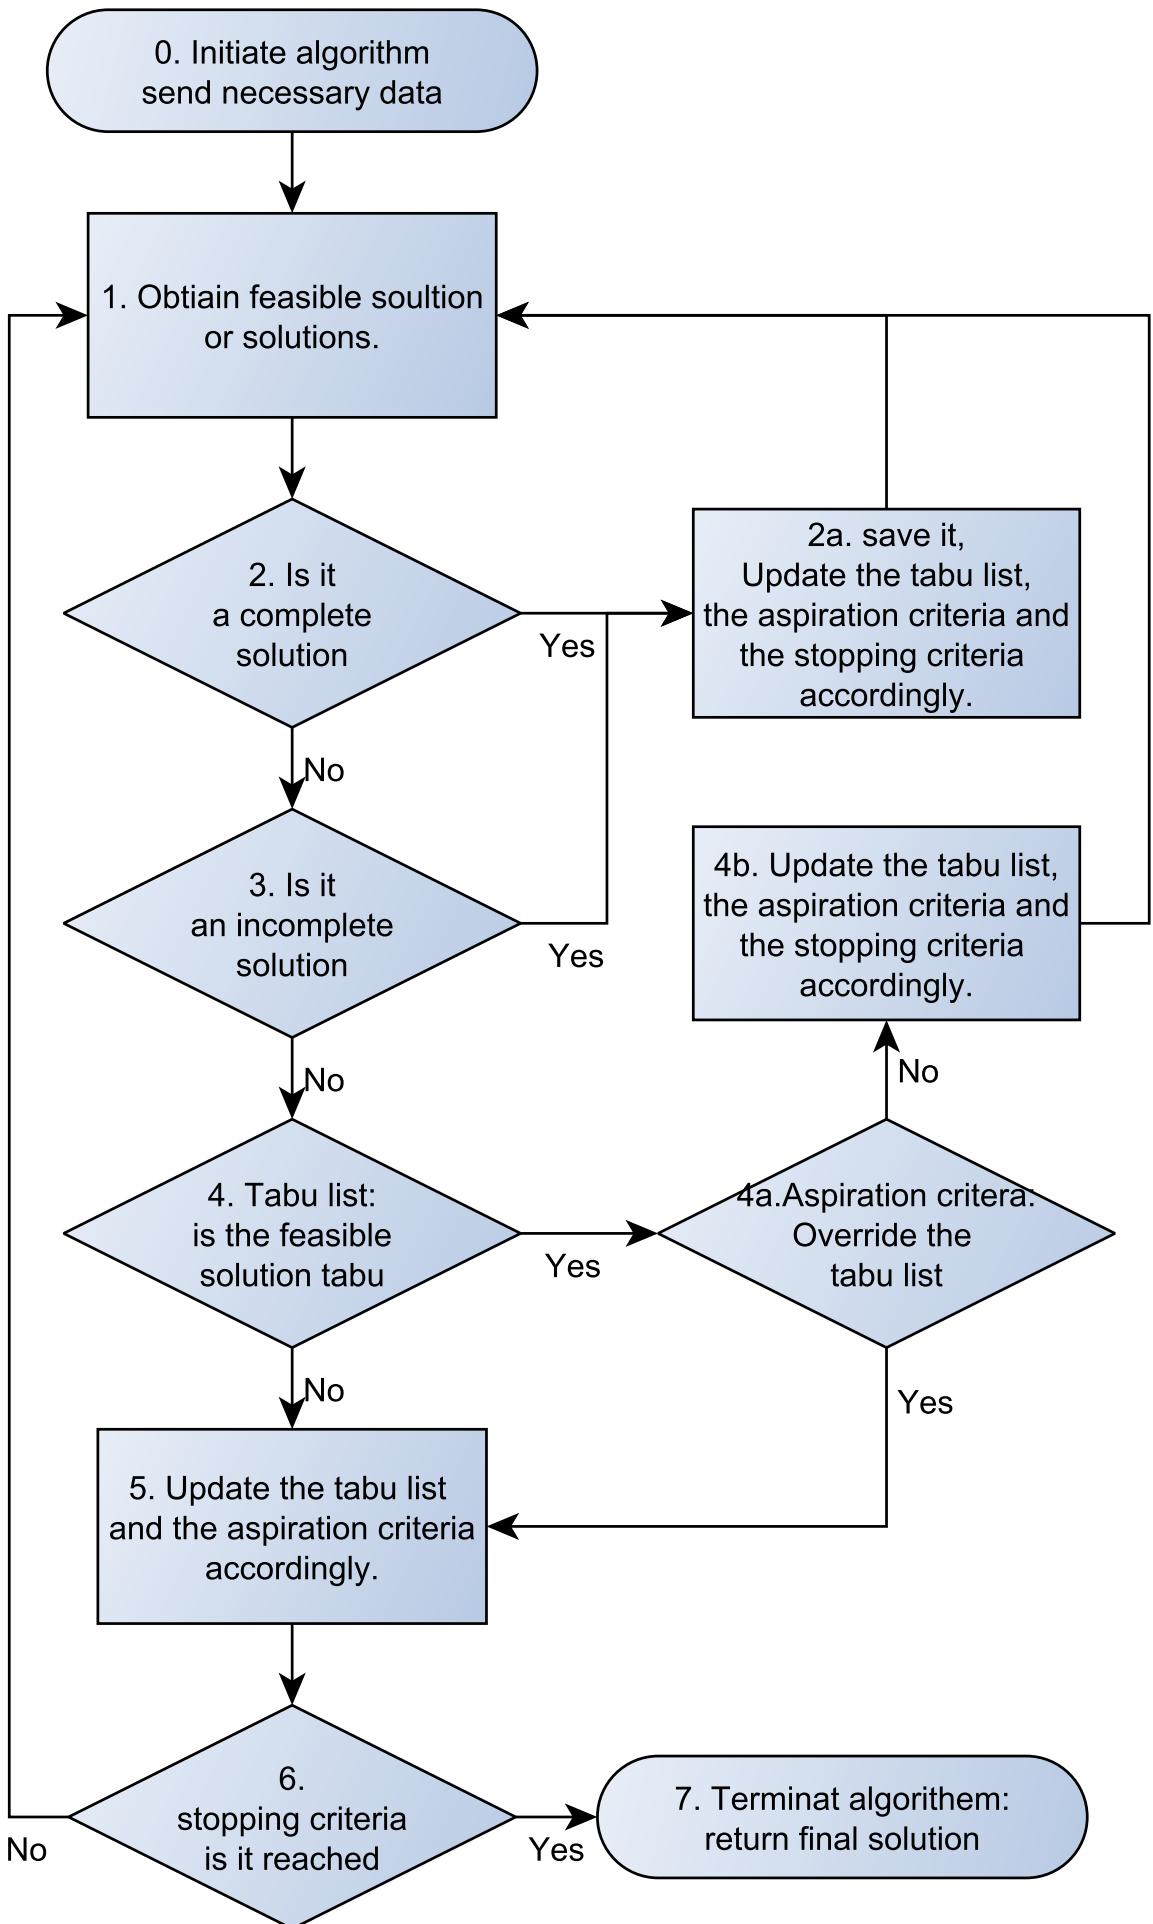 0. Initiate algorithm
send necessary data
1. Obtiain feasible soultion
or solutions.
2. Is it
a complete
solution
Yes
2a. save it,
Update the tabu list,
the aspiration criteria and
the stopping criteria
accordingly.
No
3. Is it
an incomplete
solution
Yes
4b. Update the tabu list,
the aspiration criteria and
the stopping criteria
accordingly.
No
No
4. Tabu list:
is the feasible
solution tabu
Yes
4a.Aspiration critera:
Override the
tabu list
No
Yes
5. Update the tabu list
and the aspiration criteria
accordingly.
6.
stopping criteria
is it reached
No
Yes
7. Terminat algorithem:
return final solution